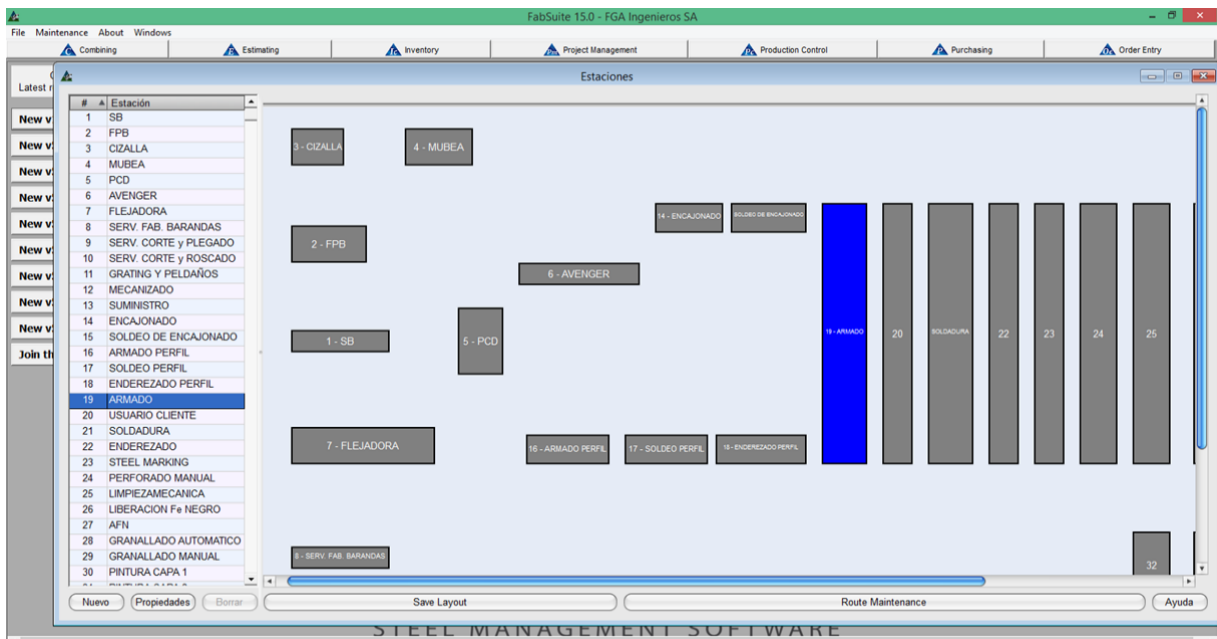 FabSuite 15.0 - FGA Ingenieros SA
File Maintenance About Windows
Combining Estimating Inventory Project Management Production Control Purchasing Order Entry
Estaciones
Latest r
New v
New v
New v
New v
New v
New v
New v
New v
New v
Join th
# Estación
1 SB
2 FPB
3 CIZALLA
4 MUBEA
5 PCD
6 AVENGER
7 FLEJADORA
8 SERV. FAB. BARANDAS
9 SERV. CORTE y PLEGADO
10 SERV. CORTE y ROSCADO
11 GRATING Y PELDAÑOS
12 MECANIZADO
13 SUMINISTRO
14 ENCAJONADO
15 SOLDEO DE ENCAJONADO
16 ARMADO PERFIL
17 SOLDEO PERFIL
18 ENDEREZADO PERFIL
19 ARMADO
20 USUARIO CLIENTE
21 SOLDADURA
22 ENDEREZADO
23 STEEL MARKING
24 PERFORADO MANUAL
25 LIMPIEZAMECANICA
26 LIBERACION Fe NEGRO
27 AFN
28 GRANALLADO AUTOMATICO
29 GRANALLADO MANUAL
30 PINTURA CAPA 1
3 - CIZALLA
4 - MUBEA
14 - ENCAJONADO
SOLDEO DE ENCAJONADO
2 - FPB
6 - AVENGER
1 - SB
5 - PCD
19 - ARMADO
20
SOLDADURA
22
23
24
25
7 - FLEJADORA
16 - ARMADO PERFIL
17 - SOLDEO PERFIL
18 - ENDEREZADO PERFIL
8 - SERV. FAB. BARANDAS
32
Nuevo Propiedades Borrar Save Layout Route Maintenance Ayuda
STEEL MANAGEMENT SOFTWARE